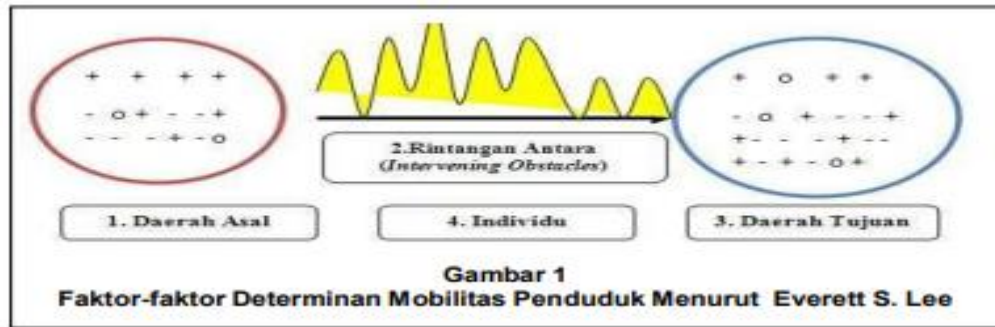 + + + +
- o + - - +
- - - + - o
2.Rintangan Antara
(Intervening Obstacles)
+ o + +
- o + - - +
+ - - - + - -
+ - + - o +
1. Daerah Asal
4. Individu
3. Daerah Tujuan
Gambar 1
Faktor-faktor Determinan Mobilitas Penduduk Menurut Everett S. Lee